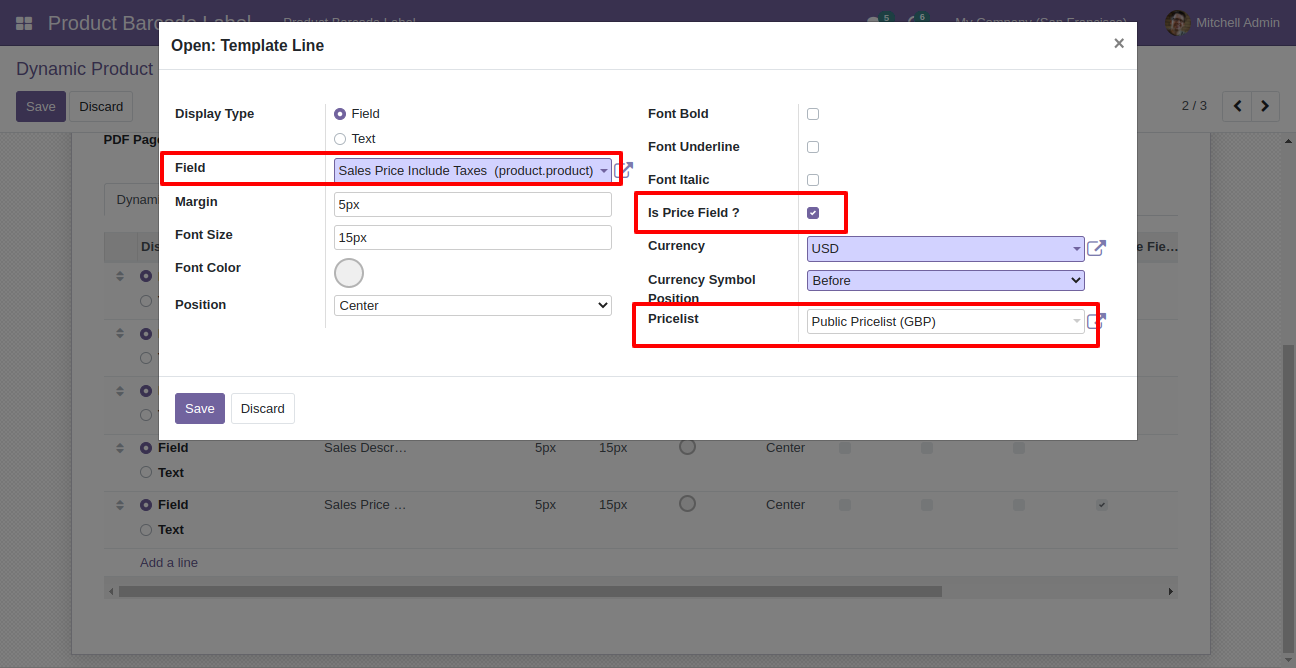 Product Barcode Label
Product Barcode Label
5
6
My Company (San Francisco)
Mitchell Admin
Dynamic Product
Save
Discard
2 / 3
Open: Template Line
×
Display Type
Field
Text
Field
Sales Price Include Taxes (product.product)
Margin
5px
Font Size
15px
Font Color
Position
Center
Font Bold
Font Underline
Font Italic
Is Price Field ?
Currency
USD
Currency Symbol
Position
Before
Pricelist
Public Pricelist (GBP)
Save
Discard
PDF Page
Dynam
Dis
e Fie…
Field
Sales Descr…
5px
15px
Center
Text
Field
Sales Price …
5px
15px
Center
Text
Add a line